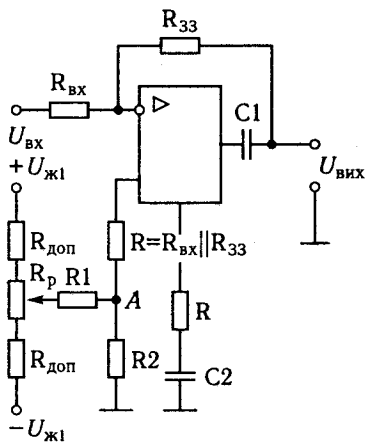 R₃₃
Rвх
▷
C1
Uвх
Uвих
+Uж1
Rдоп
R=Rвх||R₃₃
Rр
R1
A
R
Rдоп
R2
C2
−Uж1